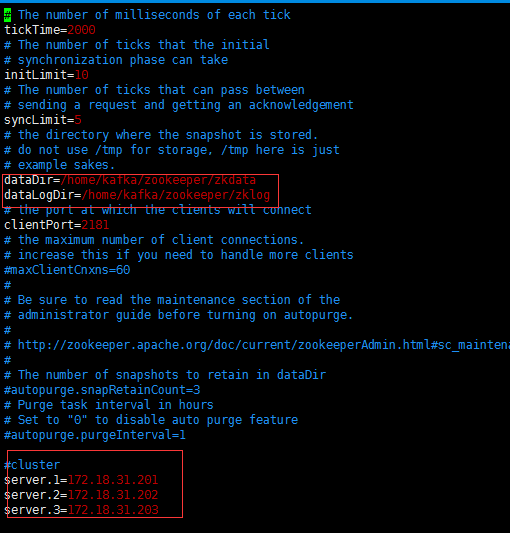 # The number of milliseconds of each tick
tickTime=2000
# The number of ticks that the initial
# synchronization phase can take
initLimit=10
# The number of ticks that can pass between
# sending a request and getting an acknowledgement
syncLimit=5
# the directory where the snapshot is stored.
# do not use /tmp for storage, /tmp here is just
# example sakes.
dataDir=/home/kafka/zookeeper/zkdata
dataLogDir=/home/kafka/zookeeper/zklog
# the port at which the clients will connect
clientPort=2181
# the maximum number of client connections.
# increase this if you need to handle more clients
#maxClientCnxns=60
#
# Be sure to read the maintenance section of the
# administrator guide before turning on autopurge.
#
# http://zookeeper.apache.org/doc/current/zookeeperAdmin.html#sc_maintena
#
# The number of snapshots to retain in dataDir
#autopurge.snapRetainCount=3
# Purge task interval in hours
# Set to "0" to disable auto purge feature
#autopurge.purgeInterval=1
#cluster
server.1=172.18.31.201
server.2=172.18.31.202
server.3=172.18.31.203